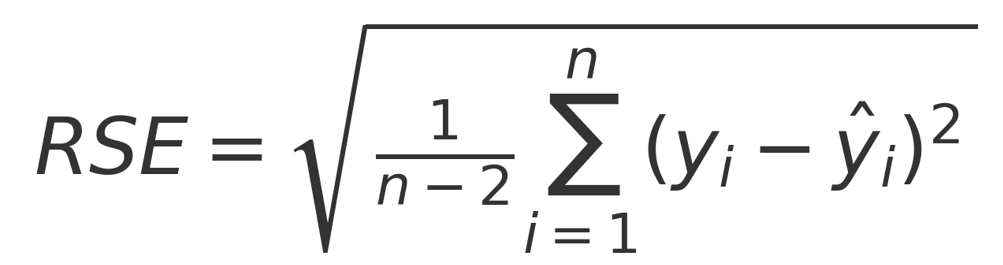 RSE = √(1/(n − 2) ∑_{i=1}^{n} (y_i − ŷ_i)²)